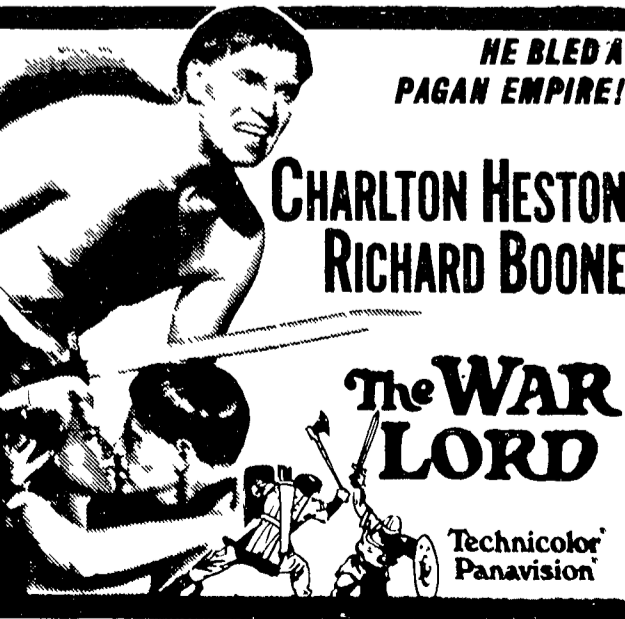 HE BLED A
PAGAN EMPIRE!
CHARLTON HESTON
RICHARD BOONE
The WAR
LORD
Technicolor
Panavision